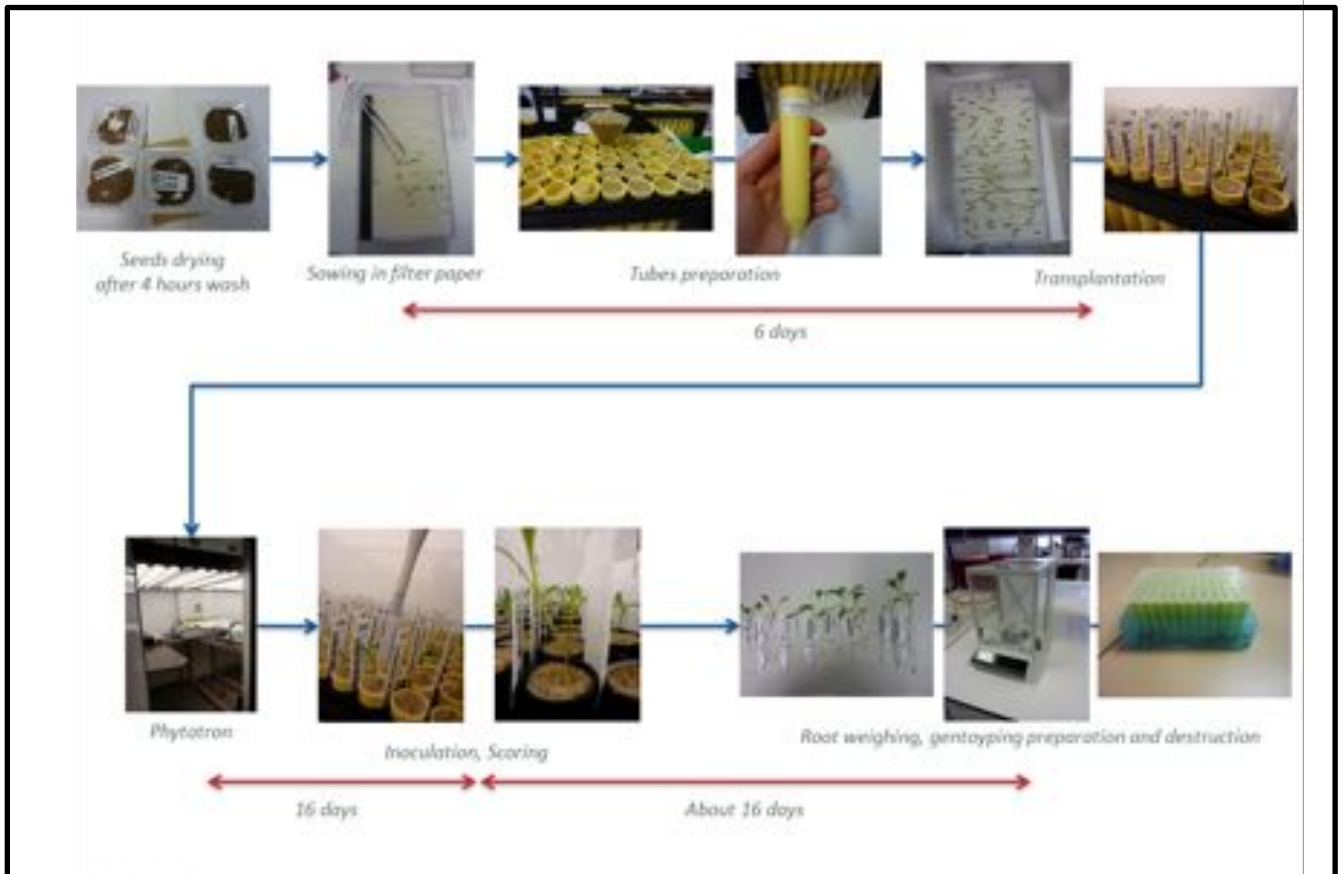 Seeds drying
after 4 hours wash
Sowing in filter paper
Tubes preparation
Transplantation
6 days
Phytotron
Inoculation, Scoring
Root weighing, gentoyping preparation and destruction
16 days
About 16 days